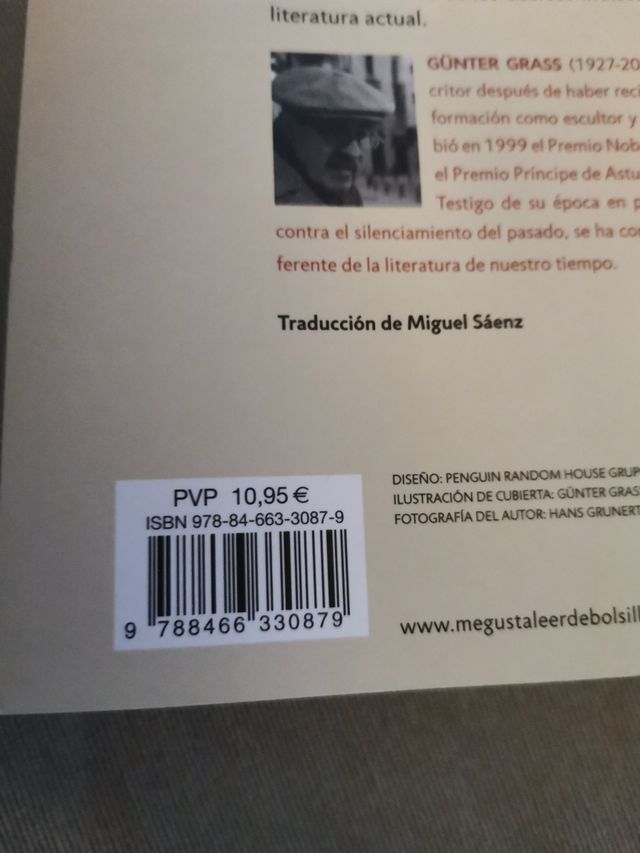 literatura actual.
GÜNTER GRASS (1927-20
critor después de haber reci
formación como escultor y
bió en 1999 el Premio Nob
el Premio Príncipe de Astu
Testigo de su época en p
contra el silenciamiento del pasado, se ha co
ferente de la literatura de nuestro tiempo.
Traducción de Miguel Sáenz
DISEÑO: PENGUIN RANDOM HOUSE GRUP
ILUSTRACIÓN DE CUBIERTA: GÜNTER GRAS
FOTOGRAFÍA DEL AUTOR: HANS GRUNERT
PVP 10,95 €
ISBN 978-84-663-3087-9
9 788466 330879
www.megustaleerdebolsill